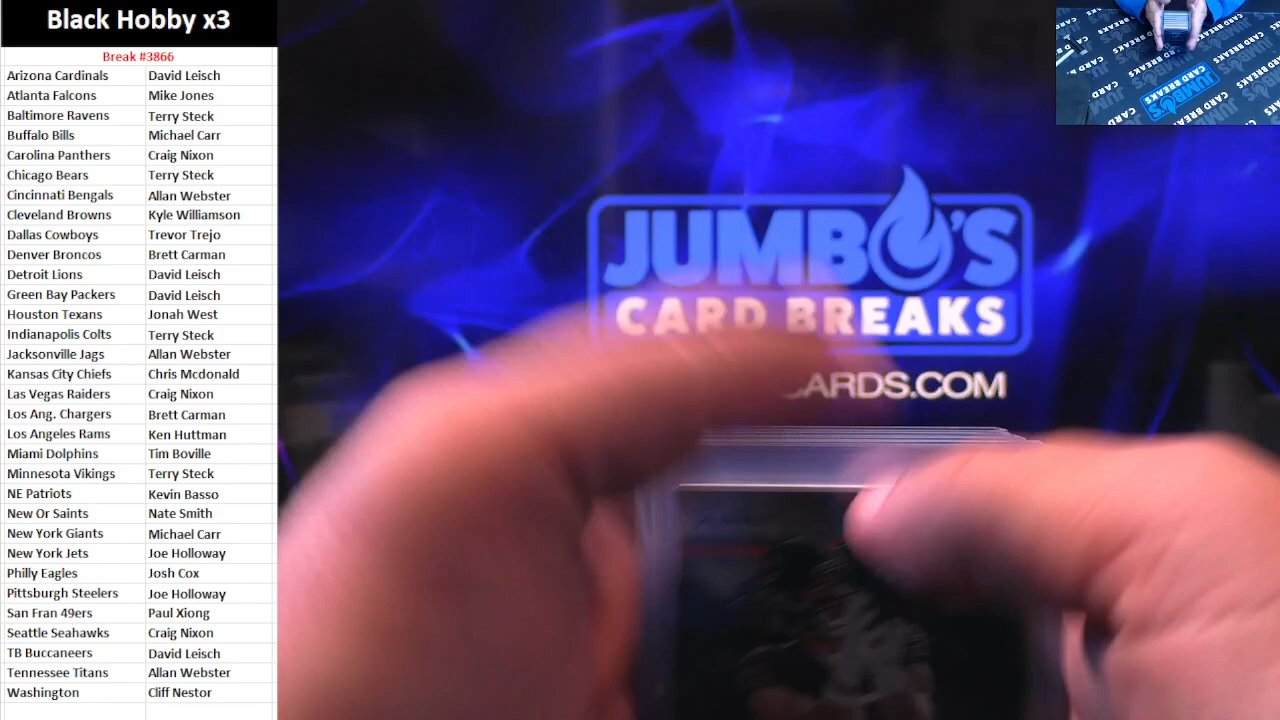 Black Hobby x3
Break #3866
Arizona Cardinals David Leisch
Atlanta Falcons Mike Jones
Baltimore Ravens Terry Steck
Buffalo Bills Michael Carr
Carolina Panthers Craig Nixon
Chicago Bears Terry Steck
Cincinnati Bengals Allan Webster
Cleveland Browns Kyle Williamson
Dallas Cowboys Trevor Trejo
Denver Broncos Brett Carman
Detroit Lions David Leisch
Green Bay Packers David Leisch
Houston Texans Jonah West
Indianapolis Colts Terry Steck
Jacksonville Jags Allan Webster
Kansas City Chiefs Chris Mcdonald
Las Vegas Raiders Craig Nixon
Los Ang. Chargers Brett Carman
Los Angeles Rams Ken Huttman
Miami Dolphins Tim Boville
Minnesota Vikings Terry Steck
NE Patriots Kevin Basso
New Or Saints Nate Smith
New York Giants Michael Carr
New York Jets Joe Holloway
Philly Eagles Josh Cox
Pittsburgh Steelers Joe Holloway
San Fran 49ers Paul Xiong
Seattle Seahawks Craig Nixon
TB Buccaneers David Leisch
Tennessee Titans Allan Webster
Washington Cliff Nestor
JUMBO'S
CARD BREAKS
CARDS.COM
JUMBO'S
CARD BREAKS